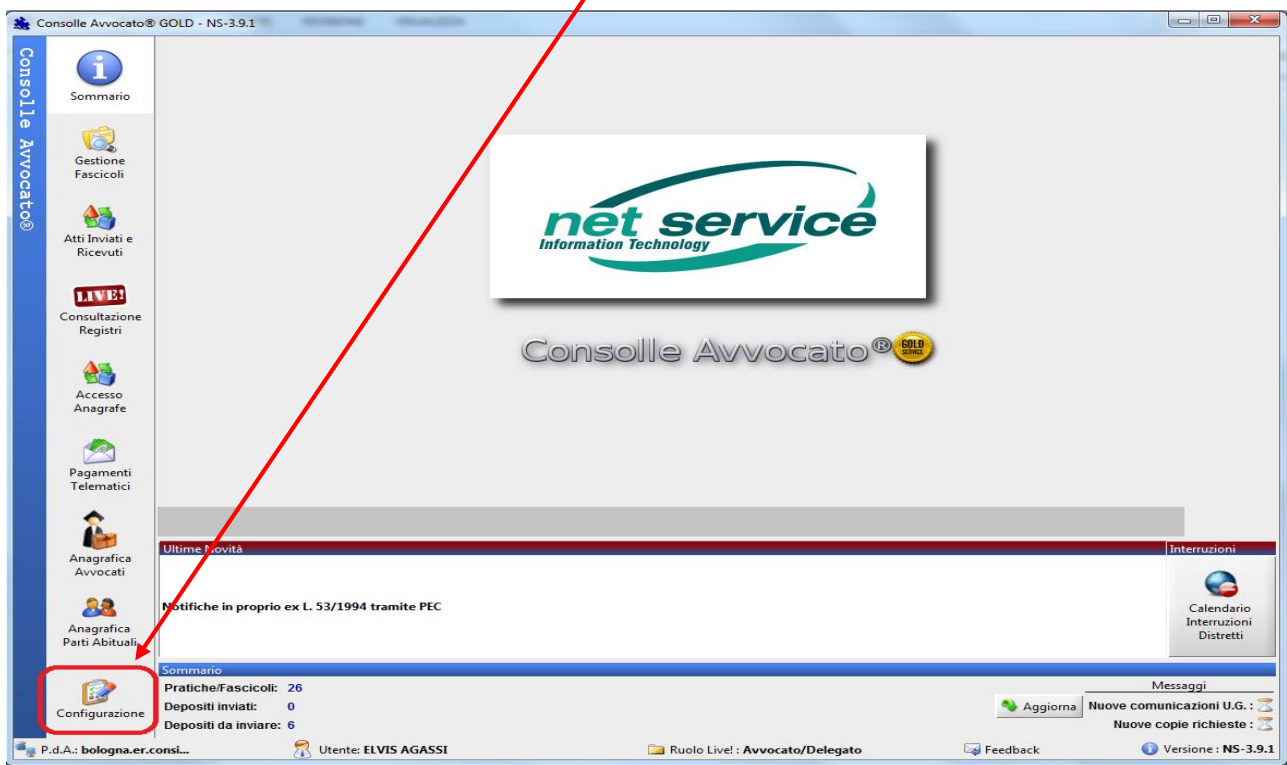 Consolle Avvocato® GOLD - NS-3.9.1
Consolle Avvocato®
Sommario
Gestione
Fascicoli
Atti Inviati e
Ricevuti
LIVE!
Consultazione
Registri
Accesso
Anagrafe
Pagamenti
Telematici
Anagrafica
Avvocati
Anagrafica
Parti Abituali
Configurazione
net service
Information Technology
Consolle Avvocato®
GOLD
SERVICE
Ultime Novità
Notifiche in proprio ex L. 53/1994 tramite PEC
Interruzioni
Calendario
Interruzioni
Distretti
Sommario
Pratiche/Fascicoli: 26
Depositi inviati: 0
Depositi da inviare: 6
Aggiorna
Messaggi
Nuove comunicazioni U.G. :
Nuove copie richieste :
P.d.A.: bologna.er.consi...
Utente: ELVIS AGASSI
Ruolo Live! : Avvocato/Delegato
Feedback
Versione : NS-3.9.1